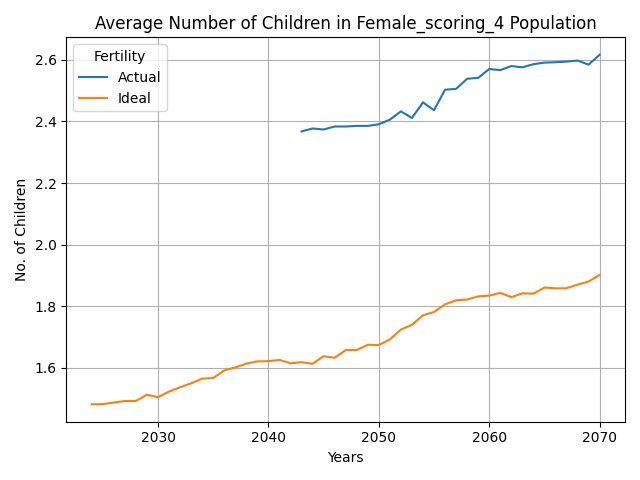 Average Number of Children in Female_scoring_4 Population
Fertility
Actual
Ideal
No. of Children
2.6
2.4
2.2
2.0
1.8
1.6
2030
2040
2050
2060
2070
Years